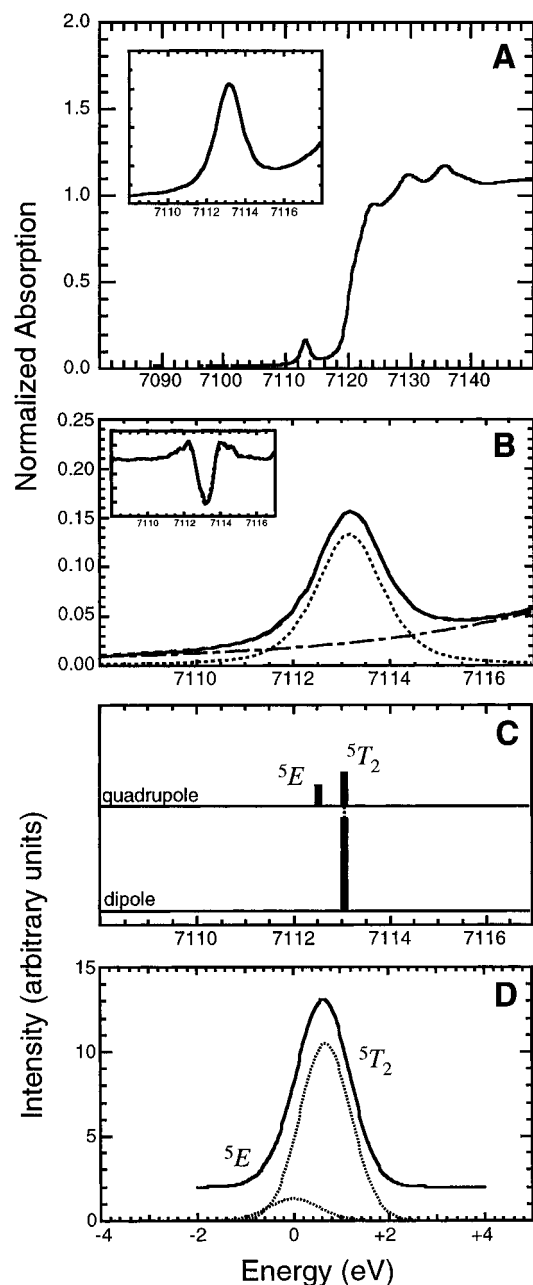 A
2.0
1.5
1.0
0.5
0.0
7110 7112 7114 7116
7090 7100 7110 7120 7130 7140
Normalized Absorption
B
0.25
0.20
0.15
0.10
0.05
0.00
7110 7112 7114 7116
7110 7112 7114 7116
C
⁵E ⁵T₂
quadrupole
dipole
7110 7112 7114 7116
Intensity (arbitrary units)
D
15
10
5
0
⁵T₂
⁵E
-4 -2 0 +2 +4
Energy (eV)